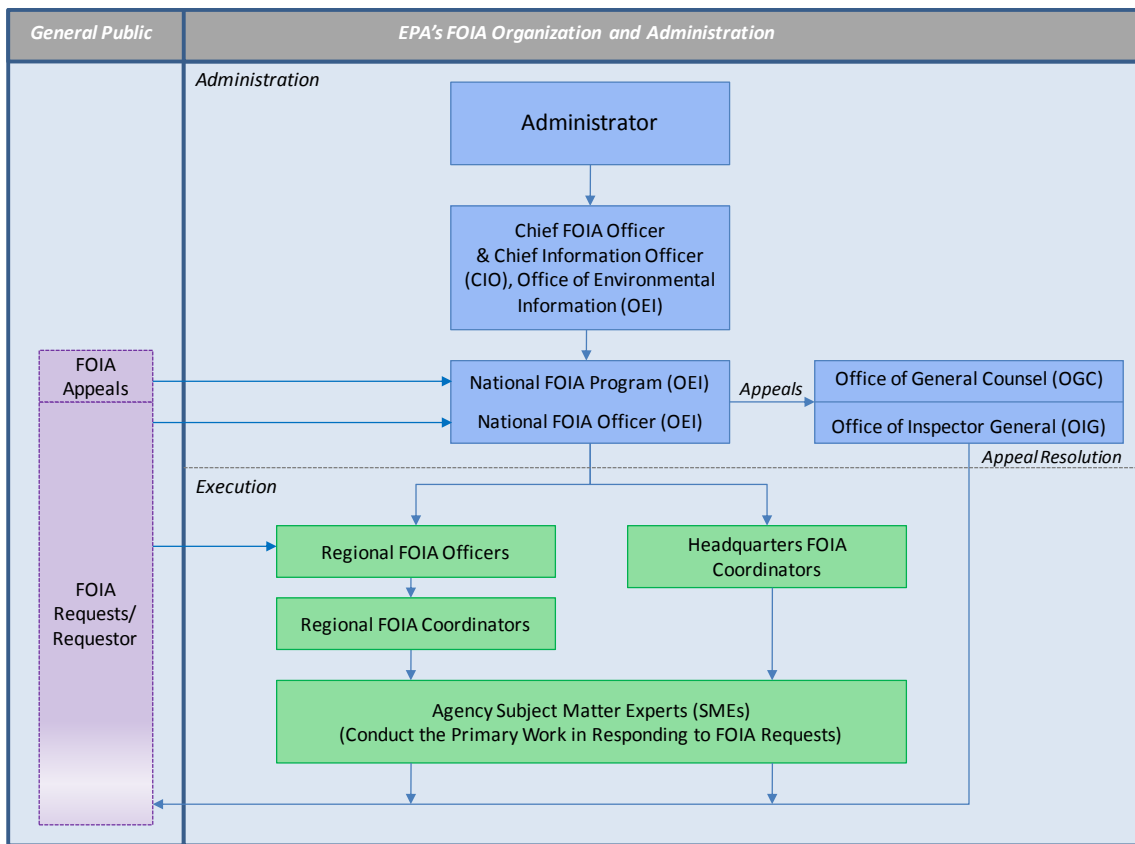 General Public
EPA's FOIA Organization and Administration
Administration
Administrator
Chief FOIA Officer
& Chief Information Officer
(CIO), Office of Environmental
Information (OEI)
FOIA
Appeals
National FOIA Program (OEI)
National FOIA Officer (OEI)
Appeals
Office of General Counsel (OGC)
Office of Inspector General (OIG)
Appeal Resolution
Execution
Regional FOIA Officers
Headquarters FOIA
Coordinators
FOIA
Requests/
Requestor
Regional FOIA Coordinators
Agency Subject Matter Experts (SMEs)
(Conduct the Primary Work in Responding to FOIA Requests)